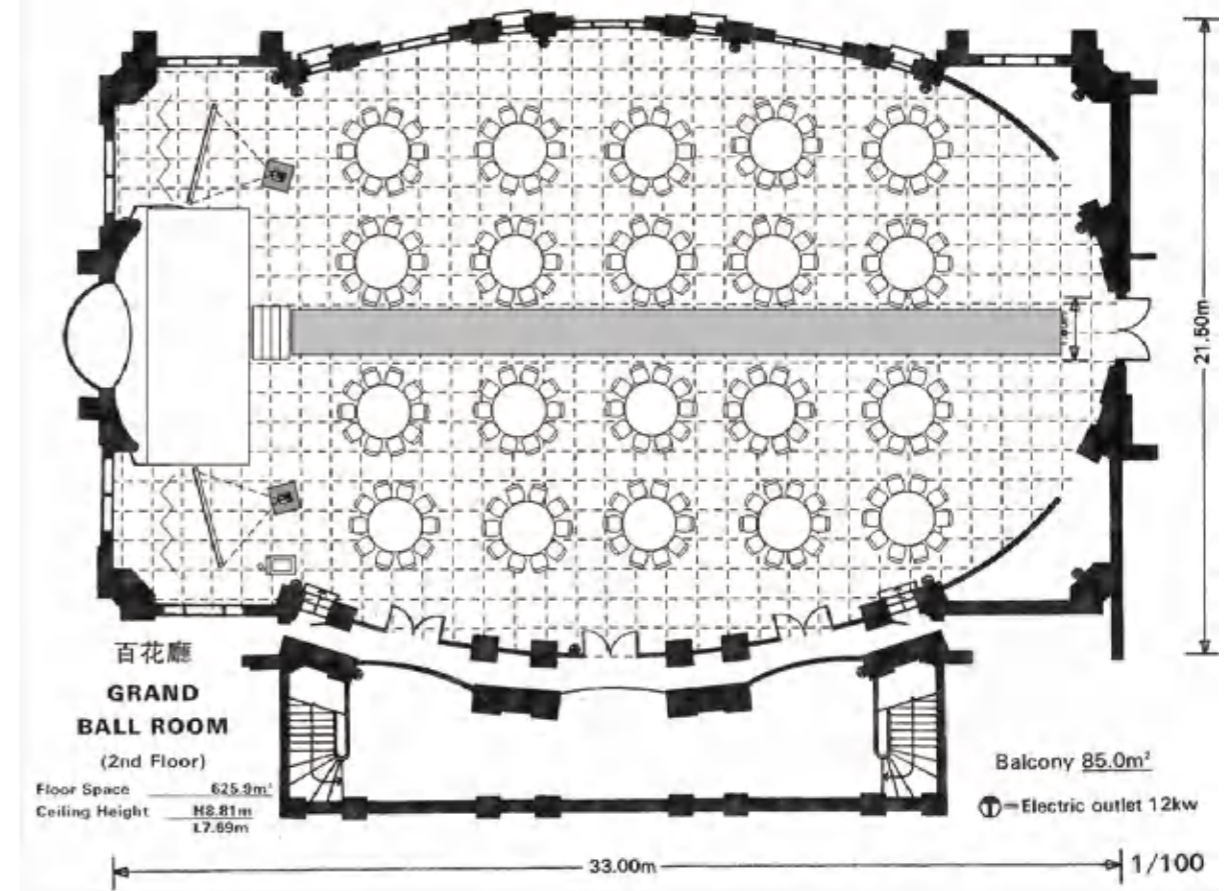 21.50m
百花廳
GRAND
BALL ROOM
(2nd Floor)
Floor Space 625.9m²
Ceiling Height H8.81m
L7.69m
Balcony 85.0m²
Ⓣ=Electric outlet 12kw
33.00m
1/100